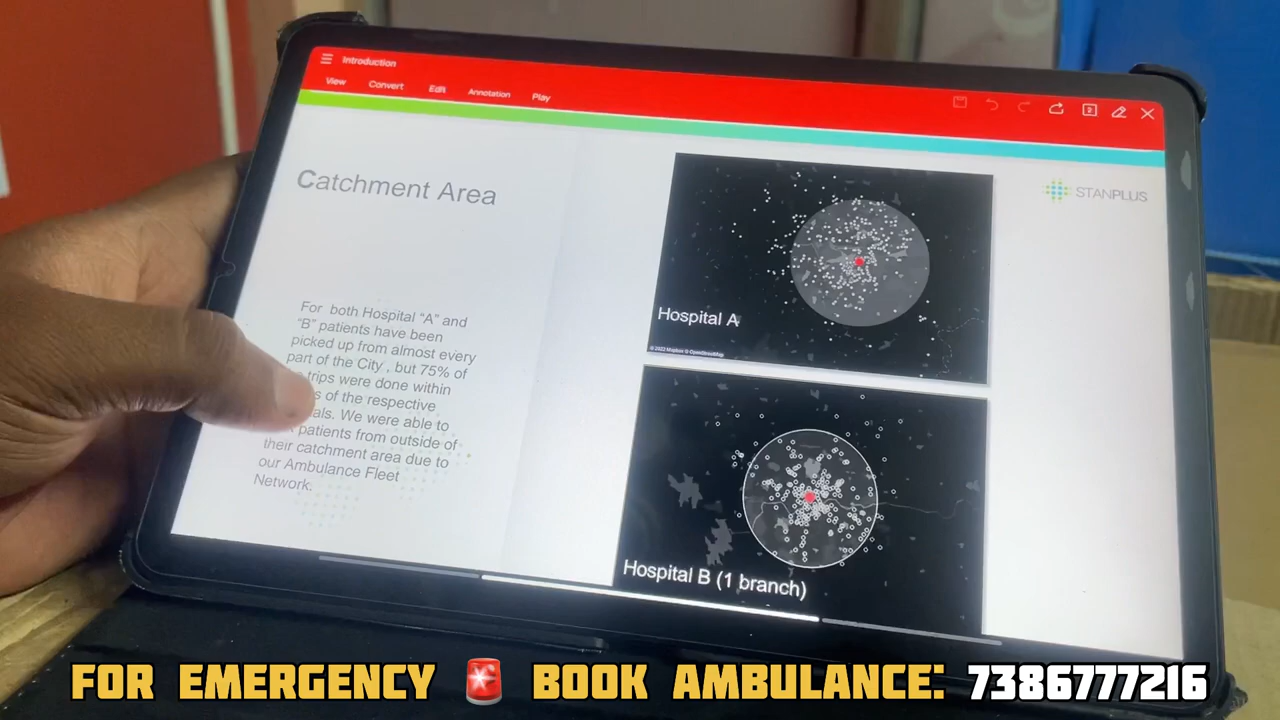 Introduction
View Convert Edit Annotation Play
Catchment Area
STANPLUS
For both Hospital "A" and
"B" patients have been
picked up from almost every
part of the City , but 75% of
trips were done within
of the respective
We were able to
patients from outside of
their catchment area due to
our Ambulance Fleet
Network.
Hospital A
© 2022 Mapbox © OpenStreetMap
Hospital B (1 branch)
FOR EMERGENCY 🚨 BOOK AMBULANCE: 7386777216